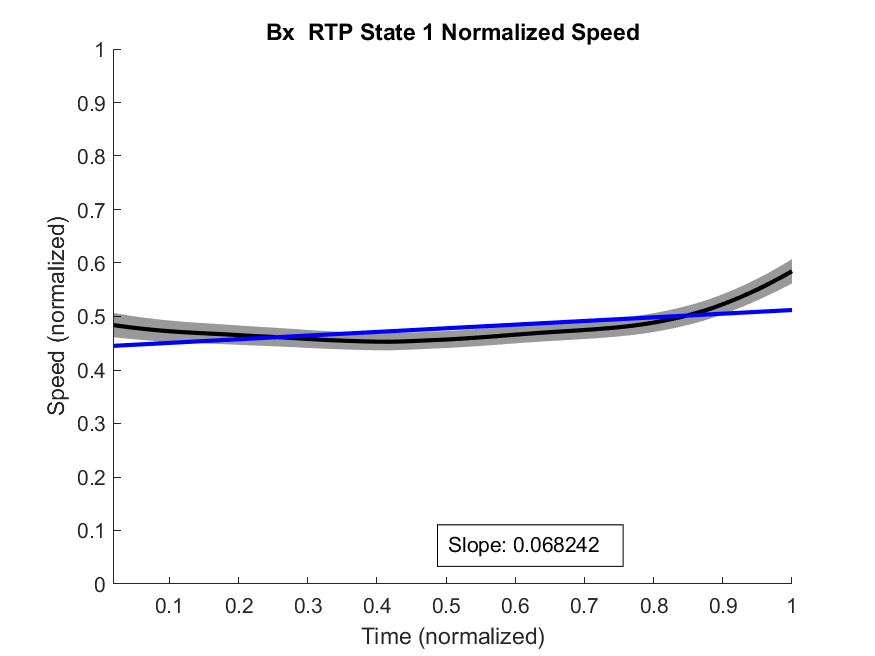 Bx  RTP State 1 Normalized Speed
1
0.9
0.8
0.7
0.6
0.5
0.4
0.3
0.2
0.1
0
Speed (normalized)
Slope: 0.068242
0.1 0.2 0.3 0.4 0.5 0.6 0.7 0.8 0.9 1
Time (normalized)